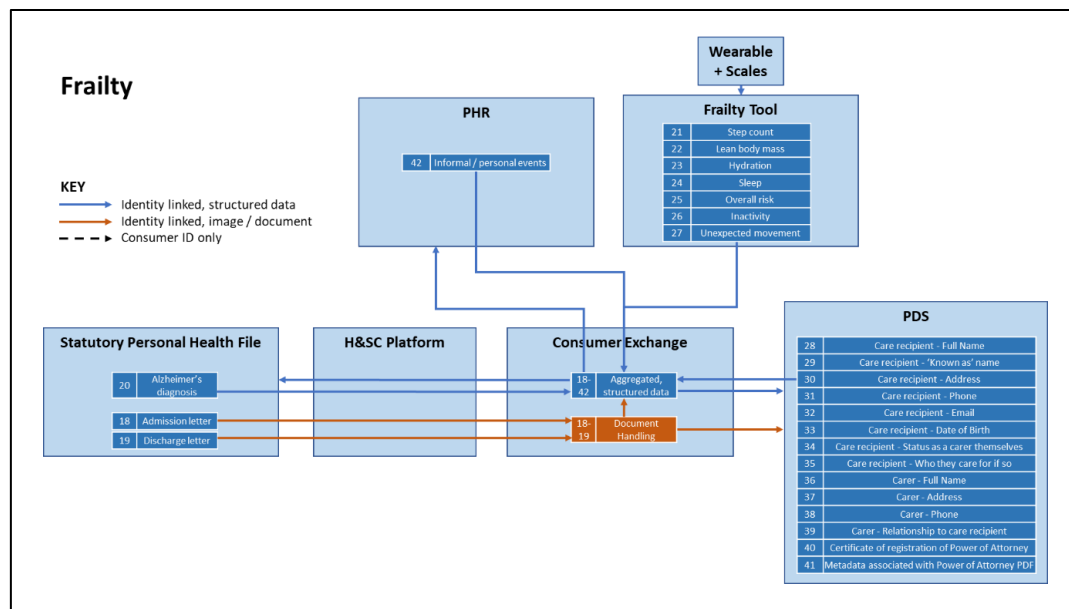 Frailty
Wearable
+ Scales
PHR
42 Informal / personal events
Frailty Tool
21 Step count
22 Lean body mass
23 Hydration
24 Sleep
25 Overall risk
26 Inactivity
27 Unexpected movement
KEY
Identity linked, structured data
Identity linked, image / document
Consumer ID only
Statutory Personal Health File
20 Alzheimer's
diagnosis
18 Admission letter
19 Discharge letter
H&SC Platform
Consumer Exchange
18-
42 Aggregated,
structured data
18-
19 Document
Handling
PDS
28 Care recipient - Full Name
29 Care recipient - ‘Known as’ name
30 Care recipient - Address
31 Care recipient - Phone
32 Care recipient - Email
33 Care recipient - Date of Birth
34 Care recipient - Status as a carer themselves
35 Care recipient - Who they care for if so
36 Carer - Full Name
37 Carer - Address
38 Carer - Phone
39 Carer - Relationship to care recipient
40 Certificate of registration of Power of Attorney
41 Metadata associated with Power of Attorney PDF